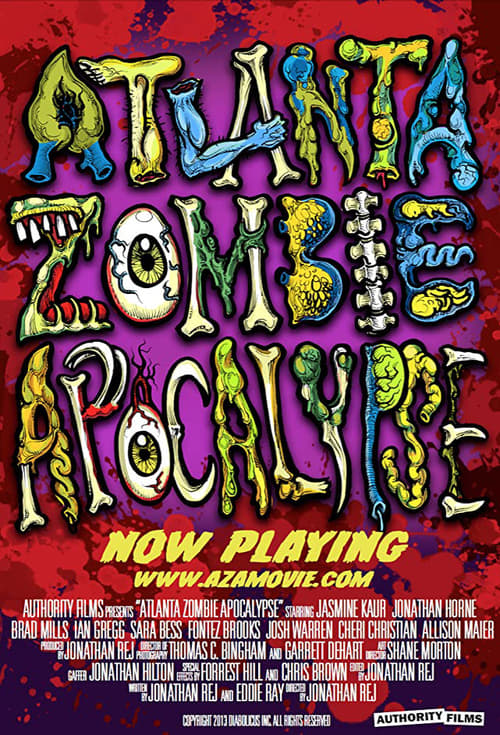 ATLANTA
ZOMBIE
APOCALYPSE
NOW PLAYING
WWW.AZAMOVIE.COM
AUTHORITY FILMS PRESENTS "ATLANTA ZOMBIE APOCALYPSE" STARRING JASMINE KAUR JONATHAN HORNE
BRAD MILLS IAN GREGG SARA BESS FONTEZ BROOKS JOSH WARREN CHERI CHRISTIAN ALLISON MAIER
PRODUCED BY JONATHAN REJ DIRECTOR OF PHOTOGRAPHY THOMAS C. BINGHAM AND GARRETT DEHART ART DIRECTOR SHANE MORTON
GAFFER JONATHAN HILTON SPECIAL EFFECTS BY FORREST HILL AND CHRIS BROWN EDITED BY JONATHAN REJ
WRITTEN BY JONATHAN REJ AND EDDIE RAY DIRECTED BY JONATHAN REJ
COPYRIGHT 2013 DIABOLICUS INC. ALL RIGHTS RESERVED
AUTHORITY FILMS